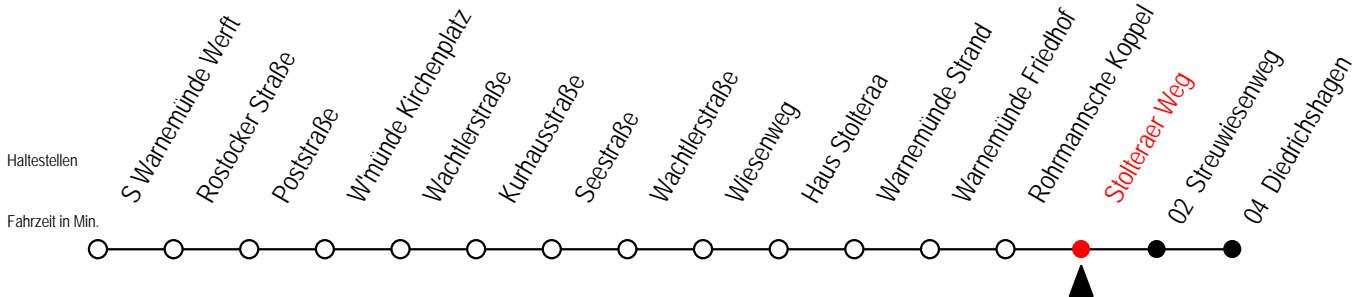 Haltestellen
Fahrzeit in Min.
S Warnemünde Werft
Rostocker Straße
Poststraße
W'münde Kirchenplatz
Wachtlerstraße
Kurhausstraße
Seestraße
Wachtlerstraße
Wiesenweg
Haus Stolteraa
Warnemünde Strand
Warnemünde Friedhof
Rohrmannsche Koppel
Stolteraer Weg
02 Streuwiesenweg
04 Diedrichshagen